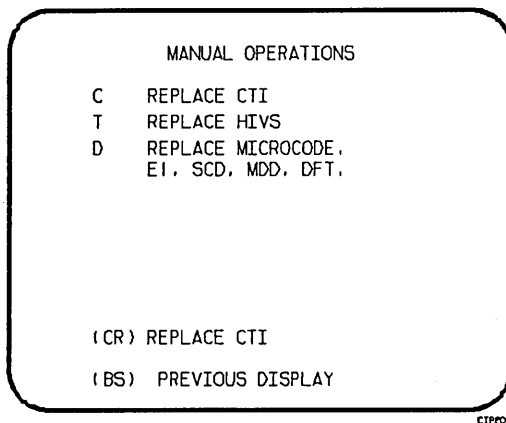 MANUAL OPERATIONS
C REPLACE CTI
T REPLACE HIVS
D REPLACE MICROCODE,
EI, SCD, MDD, DFT,
(CR) REPLACE CTI
(BS) PREVIOUS DISPLAY